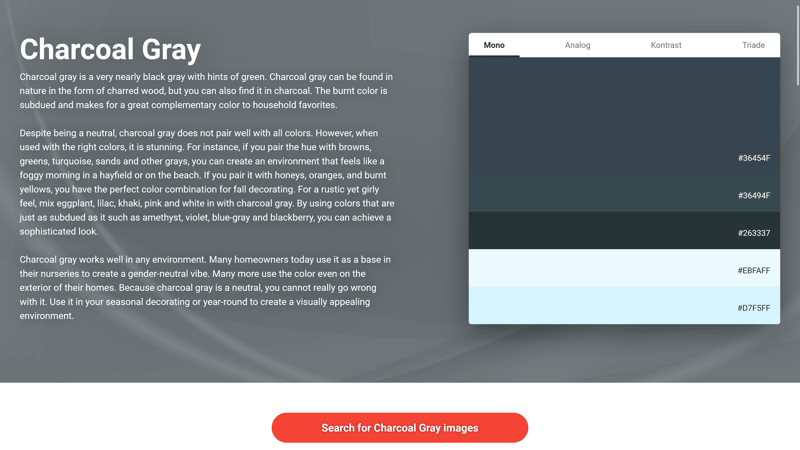 Charcoal Gray
Charcoal gray is a very nearly black gray with hints of green. Charcoal gray can be found in
nature in the form of charred wood, but you can also find it in charcoal. The burnt color is
subdued and makes for a great complementary color to household favorites.
Despite being a neutral, charcoal gray does not pair well with all colors. However, when
used with the right colors, it is stunning. For instance, if you pair the hue with browns,
greens, turquoise, sands and other grays, you can create an environment that feels like a
foggy morning in a hayfield or on the beach. If you pair it with honeys, oranges, and burnt
yellows, you have the perfect color combination for fall decorating. For a rustic yet girly
feel, mix eggplant, lilac, khaki, pink and white in with charcoal gray. By using colors that are
just as subdued as it such as amethyst, violet, blue-gray and blackberry, you can achieve a
sophisticated look.
Charcoal gray works well in any environment. Many homeowners today use it as a base in
their nurseries to create a gender-neutral vibe. Many more use the color even on the
exterior of their homes. Because charcoal gray is a neutral, you cannot really go wrong
with it. Use it in your seasonal decorating or year-round to create a visually appealing
environment.
Mono Analog Kontrast Triade
#36454F
#36494F
#263337
#EBFAFF
#D7F5FF
Search for Charcoal Gray images